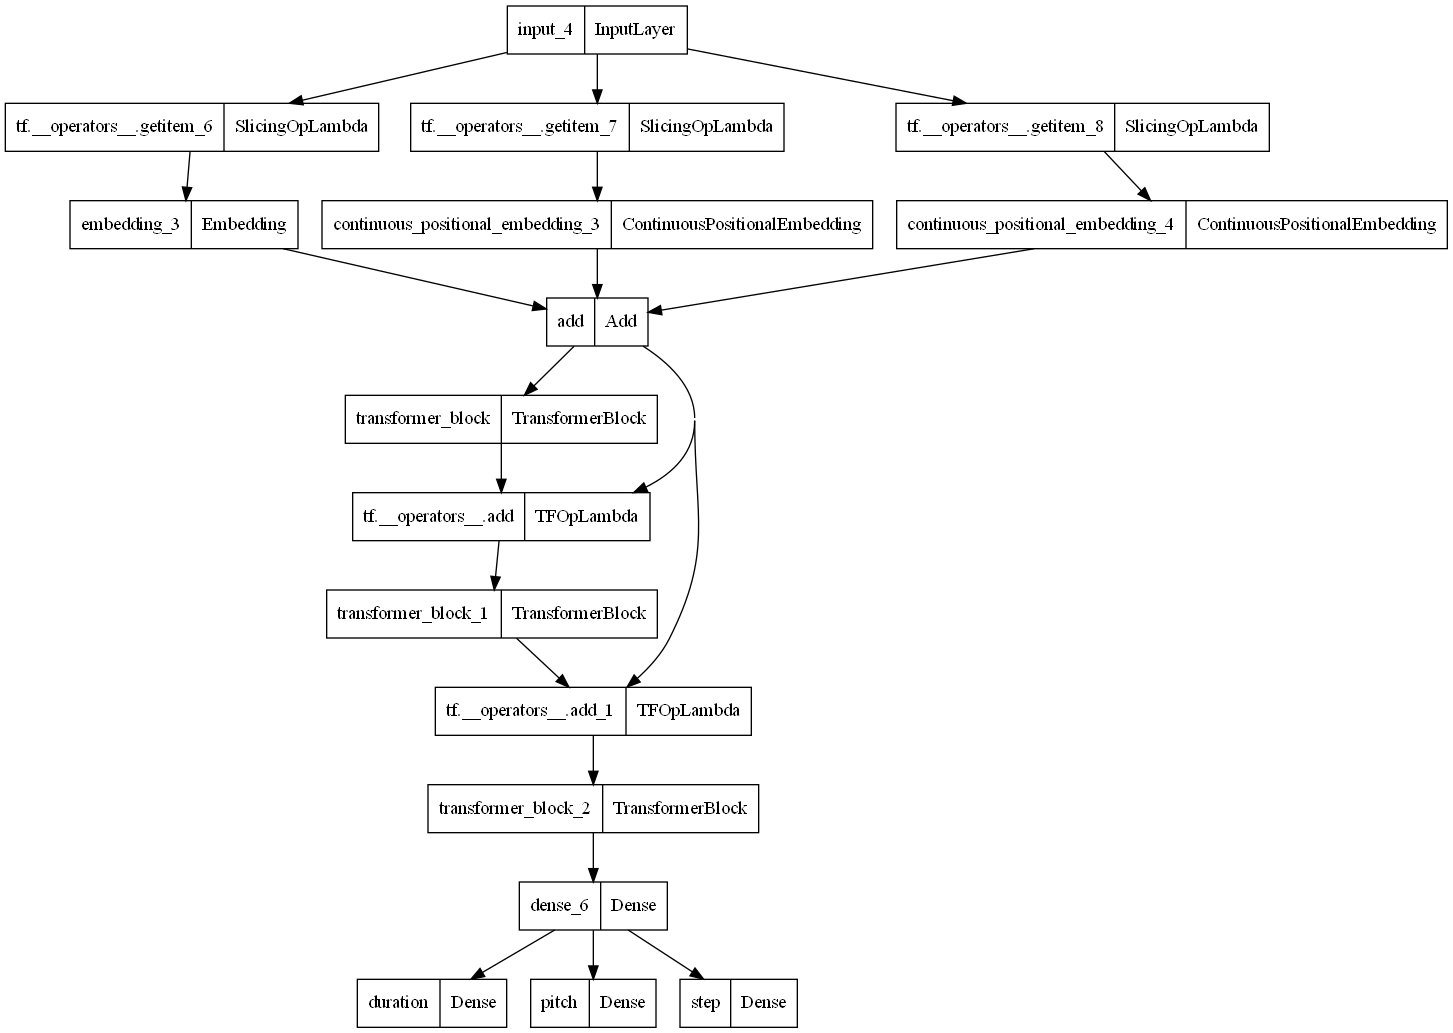 input_4 InputLayer
tf.__operators__.getitem_6 SlicingOpLambda tf.__operators__.getitem_7 SlicingOpLambda tf.__operators__.getitem_8 SlicingOpLambda
embedding_3 Embedding continuous_positional_embedding_3 ContinuousPositionalEmbedding continuous_positional_embedding_4 ContinuousPositionalEmbedding
add Add
transformer_block TransformerBlock
tf.__operators__.add TFOpLambda
transformer_block_1 TransformerBlock
tf.__operators__.add_1 TFOpLambda
transformer_block_2 TransformerBlock
dense_6 Dense
duration Dense pitch Dense step Dense